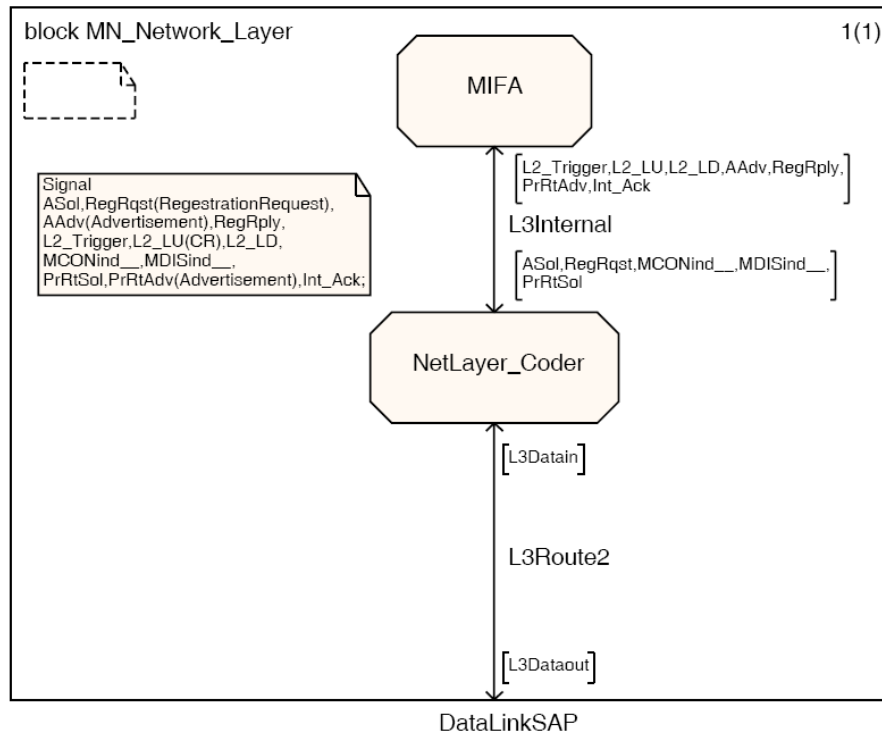 block MN_Network_Layer
1(1)
MIFA
L2_Trigger,L2_LU,L2_LD,AAdv,RegRply,
PrRtAdv,Int_Ack
Signal
ASol,RegRqst(RegestrationRequest),
AAdv(Advertisement),RegRply,
L2_Trigger,L2_LU(CR),L2_LD,
MCONind__,MDISind__,
PrRtSol,PrRtAdv(Advertisement),Int_Ack;
L3Internal
ASol,RegRqst,MCONind__,MDISind__,
PrRtSol
NetLayer_Coder
L3Datain
L3Route2
L3Dataout
DataLinkSAP